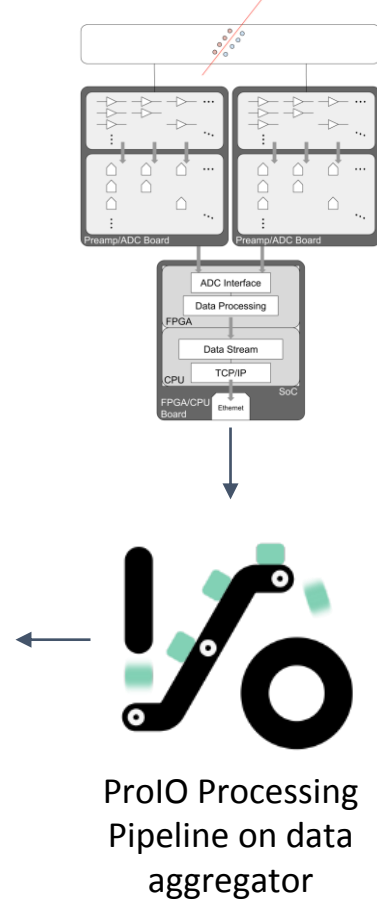 Preamp/ADC Board
Preamp/ADC Board
ADC Interface
Data Processing
FPGA
Data Stream
TCP/IP
CPU
SoC
FPGA/CPU
Board
Ethernet
ProIO Processing
Pipeline on data
aggregator